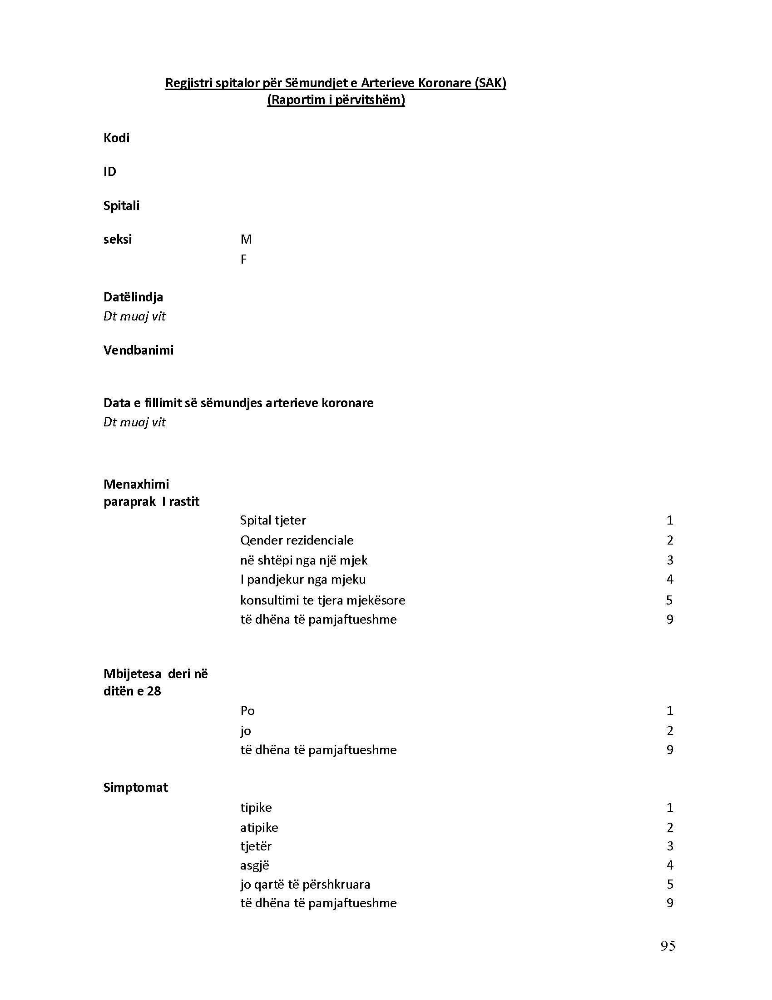 Regjistri spitalor për Sëmundjet e Arterieve Koronare (SAK)
(Raportim i përvitshëm)
Kodi
ID
Spitali
seksi M
F
Datëlindja
Dt muaj vit
Vendbanimi
Data e fillimit së sëmundjes arterieve koronare
Dt muaj vit
Menaxhimi
paraprak I rastit
Spital tjeter 1
Qender rezidenciale 2
në shtëpi nga një mjek 3
I pandjekur nga mjeku 4
konsultimi te tjera mjekësore 5
të dhëna të pamjaftueshme 9
Mbijetesa deri në
ditën e 28
Po 1
jo 2
të dhëna të pamjaftueshme 9
Simptomat
tipike 1
atipike 2
tjetër 3
asgjë 4
jo qartë të përshkruara 5
të dhëna të pamjaftueshme 9
95